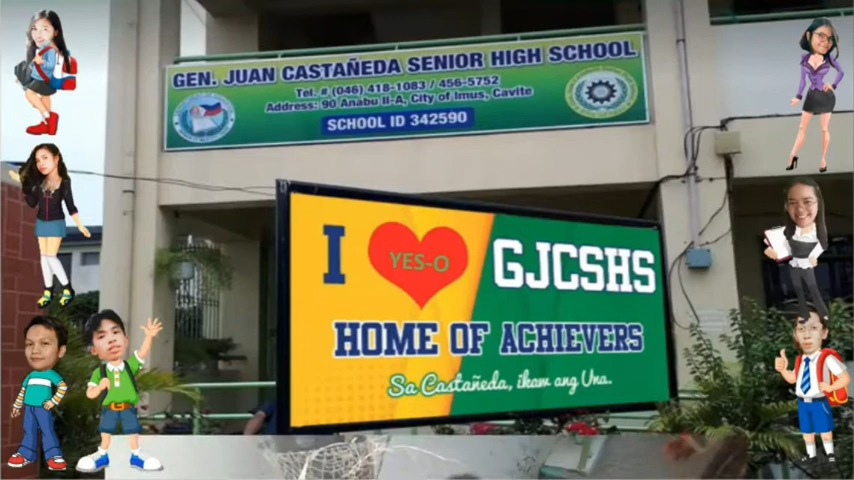 GEN. JUAN CASTAÑEDA SENIOR HIGH SCHOOL
Tel. # (046) 418-1083 / 456-5752
Address: 90 Anabu II-A, City of Imus, Cavite
SCHOOL ID 342590
I YES-O GJCSHS
HOME OF ACHIEVERS
Sa Castañeda, ikaw ang Una.